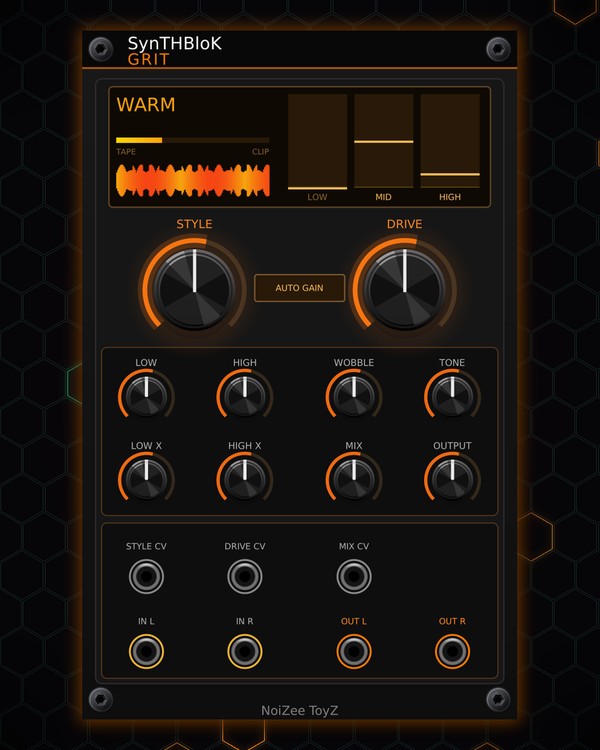 SynTHBloK
GRIT
WARM
TAPE CLIP
LOW MID HIGH
STYLE DRIVE
AUTO GAIN
LOW HIGH WOBBLE TONE
LOW X HIGH X MIX OUTPUT
STYLE CV DRIVE CV MIX CV
IN L IN R OUT L OUT R
NoiZee ToyZ